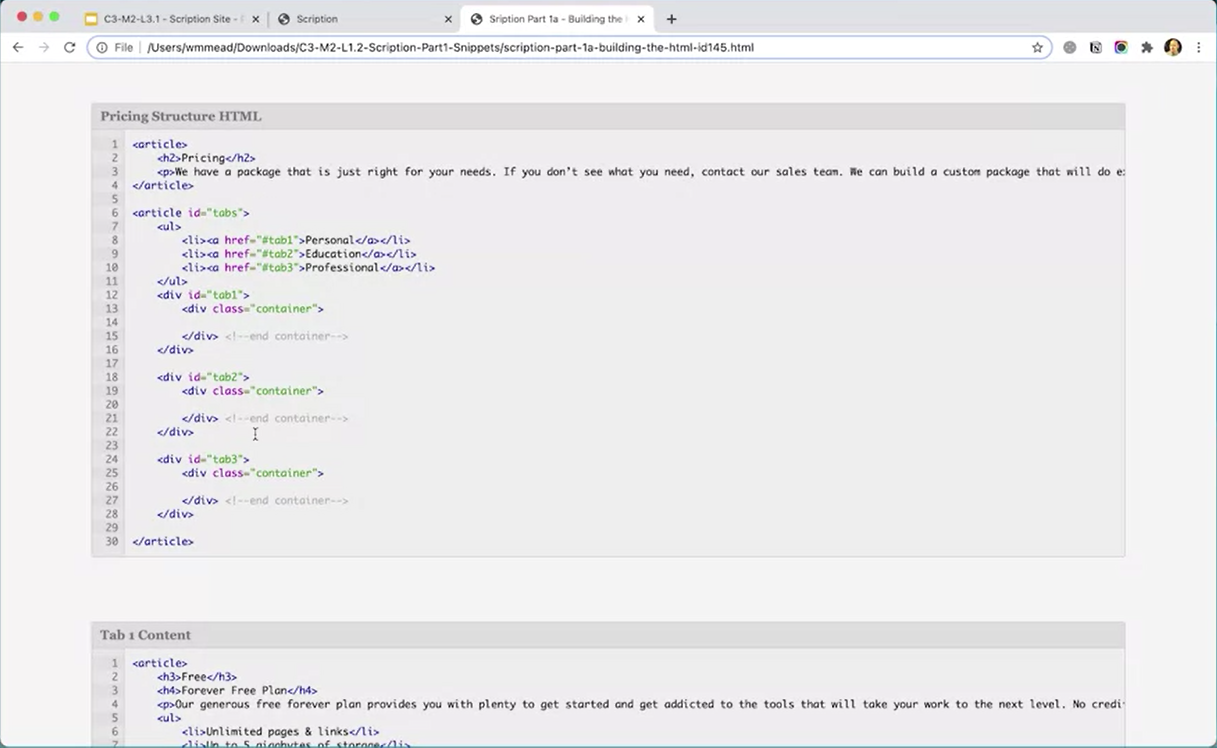 C3-M2-L3.1 - Scription Site -
Scription
Sription Part 1a - Building the
File
/Users/wmmead/Downloads/C3-M2-L1.2-Scription-Part1-Snippets/scription-part-1a-building-the-html-id145.html
Pricing Structure HTML
1 <article>
2 <h2>Pricing</h2>
3 <p>We have a package that is just right for your needs. If you don’t see what you need, contact our sales team. We can build a custom package that will do
4 </article>
5
6 <article id="tabs">
7 <ul>
8 <li><a href="#tab1">Personal</a></li>
9 <li><a href="#tab2">Education</a></li>
10 <li><a href="#tab3">Professional</a></li>
11 </ul>
12 <div id="tab1">
13 <div class="container">
14
15 </div> <!--end container-->
16 </div>
17
18 <div id="tab2">
19 <div class="container">
20
21 </div> <!--end container-->
22 </div>
23
24 <div id="tab3">
25 <div class="container">
26
27 </div> <!--end container-->
28 </div>
29
30 </article>
Tab 1 Content
1 <article>
2 <h3>Free</h3>
3 <h4>Forever Free Plan</h4>
4 <p>Our generous free forever plan provides you with plenty to get started and get addicted to the tools that will take your work to the next level. No credi
5 <ul>
6 <li>Unlimited pages & links</li>
7 <li>Up to 5 gigabytes of storage</li>